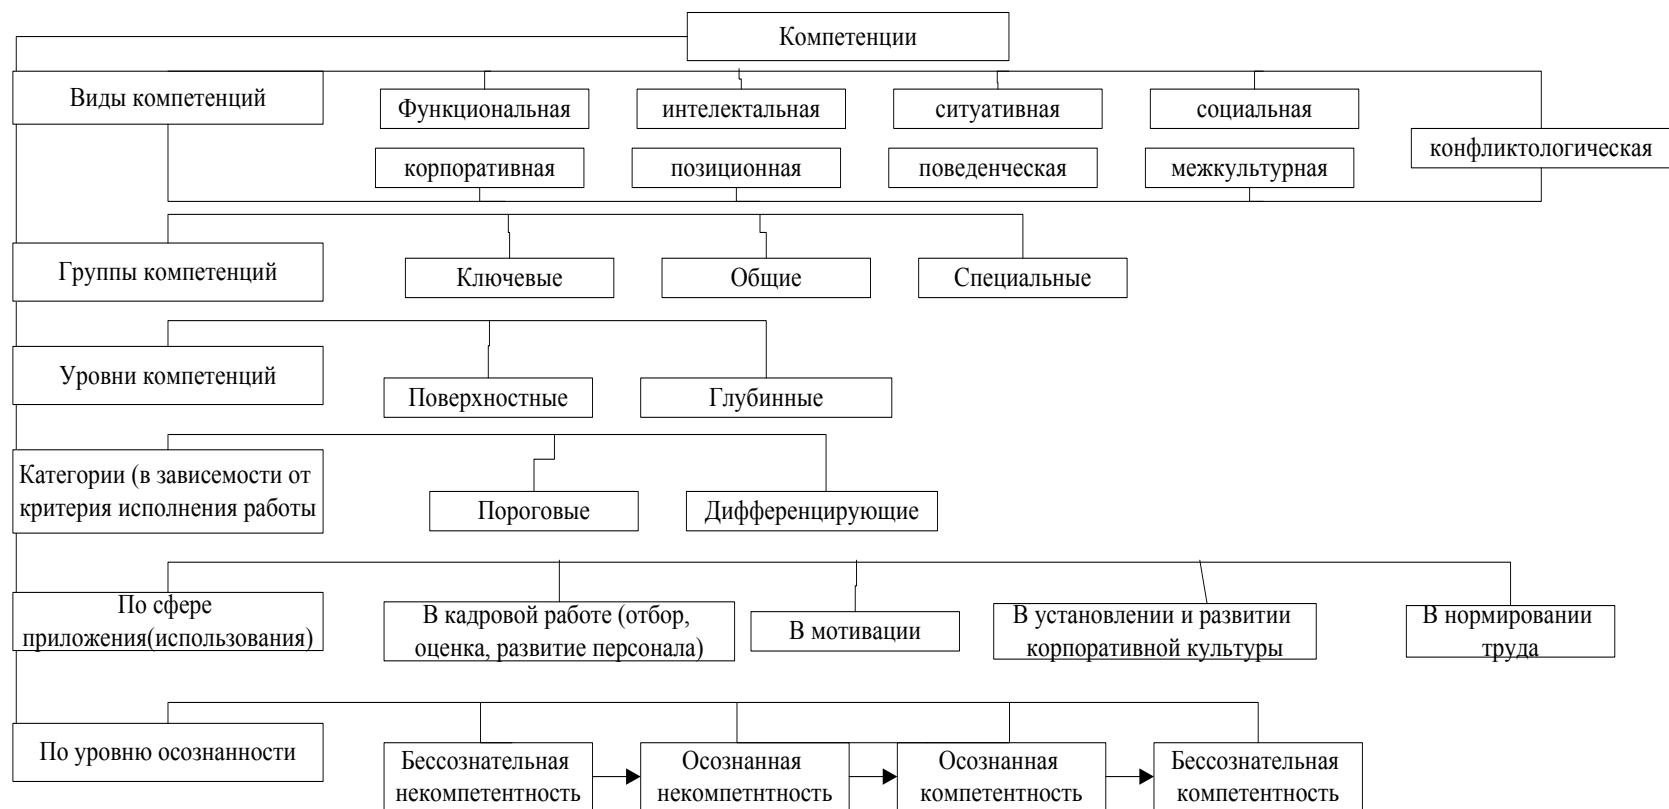 Компетенции
Виды компетенций
Функциональная
интелектальная
ситуативная
социальная
конфликтологическая
корпоративная
позиционная
поведенческая
межкультурная
Группы компетенций
Ключевые
Общие
Специальные
Уровни компетенций
Поверхностные
Глубинные
Категории (в зависемости от
критерия исполнения работы
Пороговые
Дифференцирующие
По сфере
приложения(использования)
В кадровой работе (отбор,
оценка, развитие персонала)
В мотивации
В установлении и развитии
корпоративной культуры
В нормировании
труда
По уровню осознанности
Бессознательная
некомпетентность
Осознанная
некомпетнтность
Осознанная
компетентность
Бессознательная
компетентность